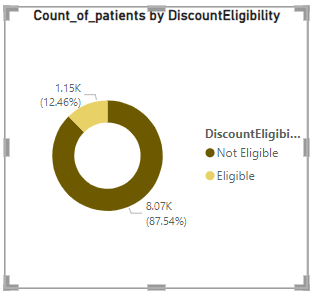 Count_of_patients by DiscountEligibility
1.15K
(12.46%)
DiscountEligibi...
Not Eligible
Eligible
8.07K
(87.54%)